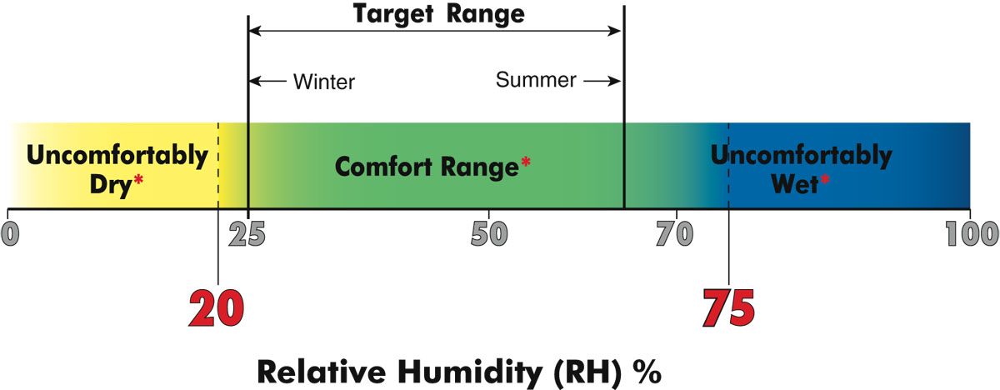 Target Range
Winter
Summer
Uncomfortably
Dry*
Comfort Range*
Uncomfortably
Wet*
0
25
50
70
100
20
75
Relative Humidity (RH) %